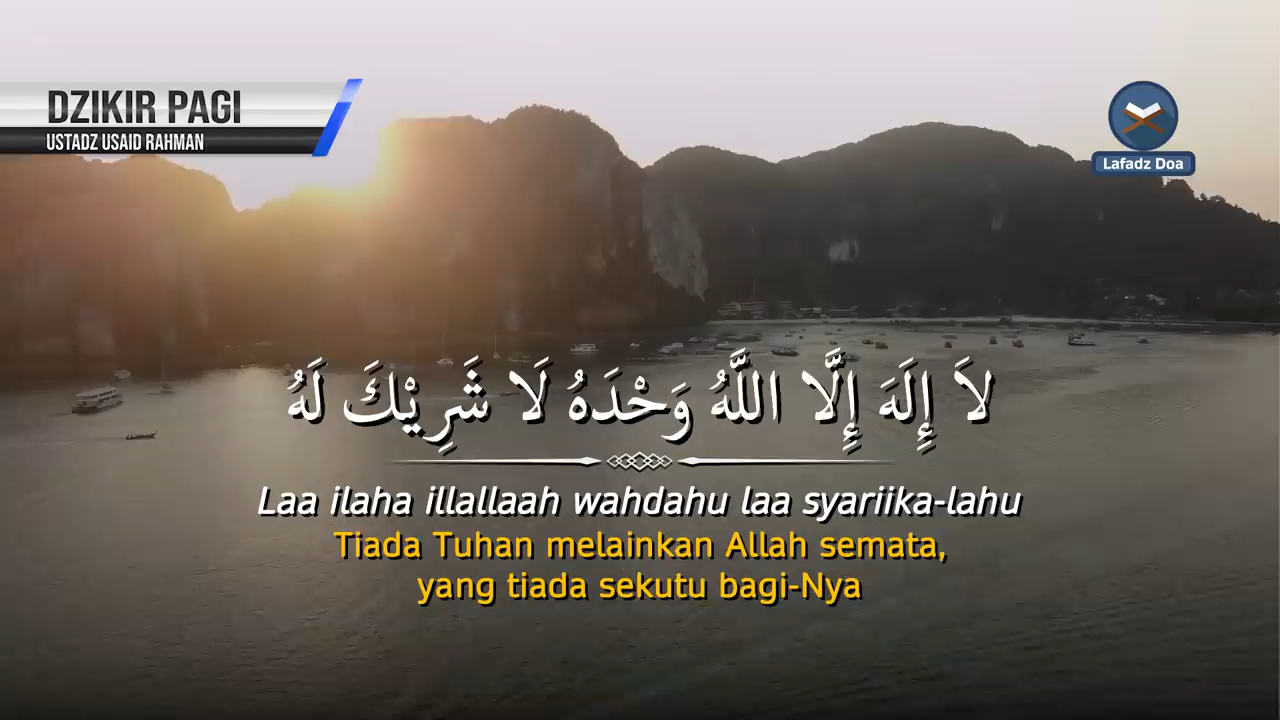 DZIKIR PAGI
USTADZ USAID RAHMAN
Lafadz Doa
لاَ إِلَهَ إِلَّا اللَّهُ وَحْدَهُ لَا شَرِيْكَ لَهُ
Laa ilaha illallaah wahdahu laa syariika-lahu
Tiada Tuhan melainkan Allah semata,
yang tiada sekutu bagi-Nya